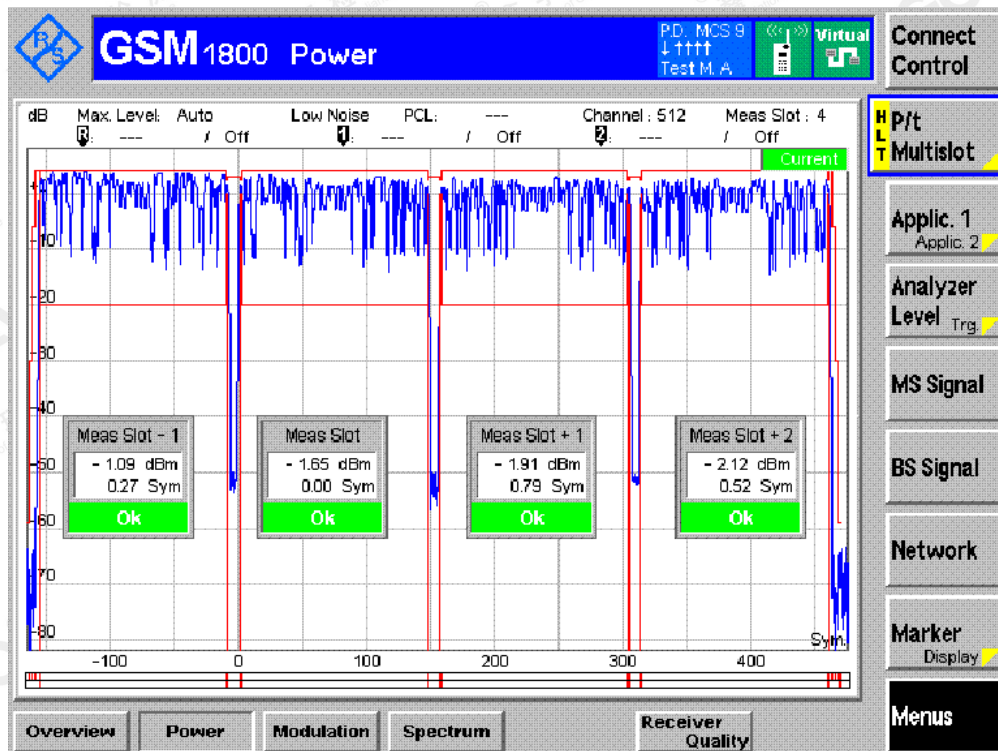 R/S
GSM 1800 Power
P.D. MCS 9
↓ ↑↑↑↑
Test M. A
Virtual
Connect
Control
dB Max. Level: Auto Low Noise PCL: --- Channel : 512 Meas Slot : 4
R: --- / Off 1: --- / Off 2: --- / Off
Current
HLT
P/t
Multislot
Applic. 1
Applic. 2
Analyzer
Level Trg.
MS Signal
BS Signal
Network
Marker
Display
Menus
-10
-20
-30
-40
-50
-60
-70
-80
Meas Slot - 1
- 1.09 dBm
0.27 Sym
Ok
Meas Slot
- 1.65 dBm
0.00 Sym
Ok
Meas Slot + 1
- 1.91 dBm
0.79 Sym
Ok
Meas Slot + 2
- 2.12 dBm
0.52 Sym
Ok
Sym.
-100 0 100 200 300 400
Overview Power Modulation Spectrum Receiver Quality